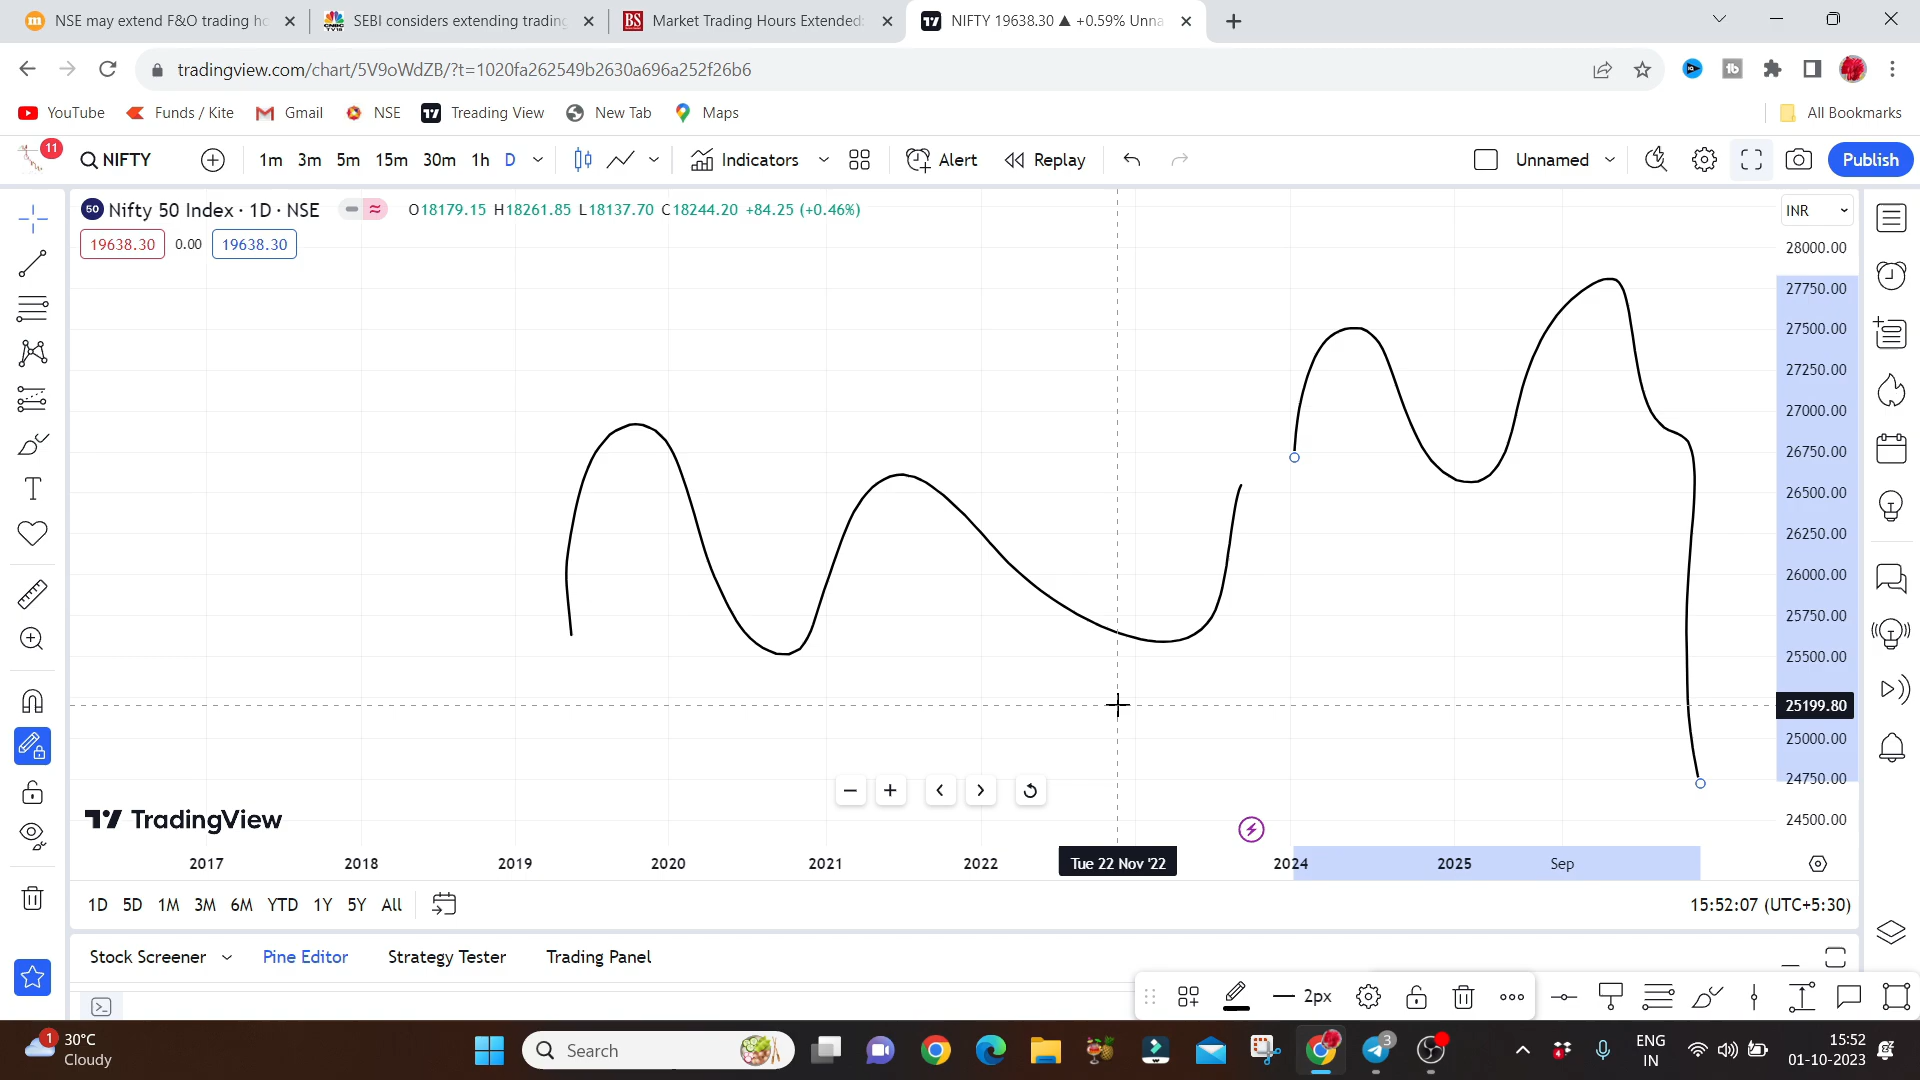 NSE may extend F&O trading ho
SEBI considers extending trading
BS Market Trading Hours Extended:
NIFTY 19638.30 ▲ +0.59% Unna
tradingview.com/chart/5V9oWdZB/?t=1020fa262549b2630a696a252f26b6
YouTube Funds / Kite Gmail NSE Treading View New Tab Maps All Bookmarks
11 NIFTY 1m 3m 5m 15m 30m 1h D Indicators Alert Replay Unnamed Publish
50 Nifty 50 Index · 1D · NSE O18179.15 H18261.85 L18137.70 C18244.20 +84.25 (+0.46%) INR
19638.30 0.00 19638.30
28000.00
27750.00
27500.00
27250.00
27000.00
26750.00
26500.00
26250.00
26000.00
25750.00
25500.00
25199.80
25000.00
24750.00
24500.00
TradingView
2017 2018 2019 2020 2021 2022 Tue 22 Nov '22 2024 2025 Sep
1D 5D 1M 3M 6M YTD 1Y 5Y All 15:52:07 (UTC+5:30)
Stock Screener Pine Editor Strategy Tester Trading Panel
2px
1 30°C
Cloudy
Search
3
ENG
IN
15:52
01-10-2023